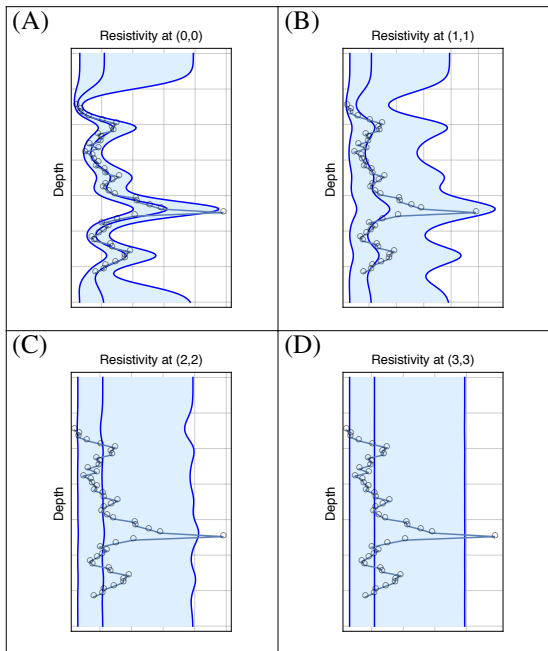 (A)
Resistivity at (0,0)
Depth
(B)
Resistivity at (1,1)
Depth
(C)
Resistivity at (2,2)
Depth
(D)
Resistivity at (3,3)
Depth